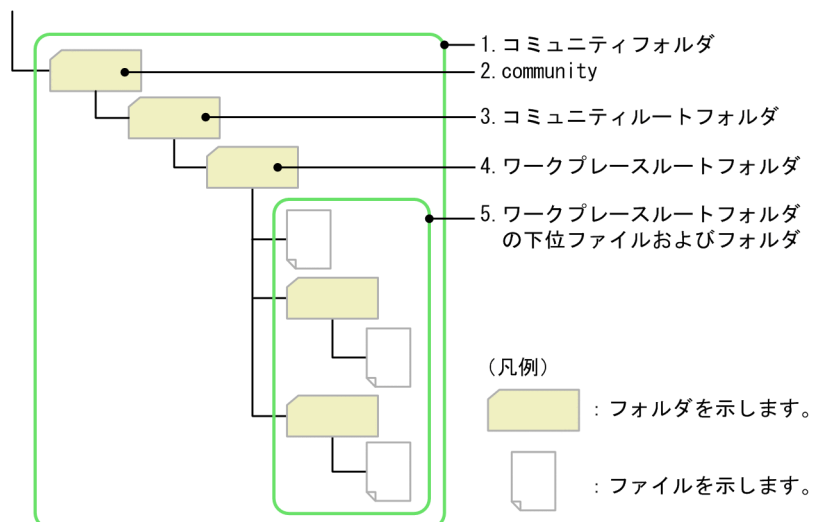 1. コミュニティフォルダ
2. community
3. コミュニティルートフォルダ
4. ワークプレースルートフォルダ
5. ワークプレースルートフォルダ
の下位ファイルおよびフォルダ
(凡例)
: フォルダを示します。
: ファイルを示します。